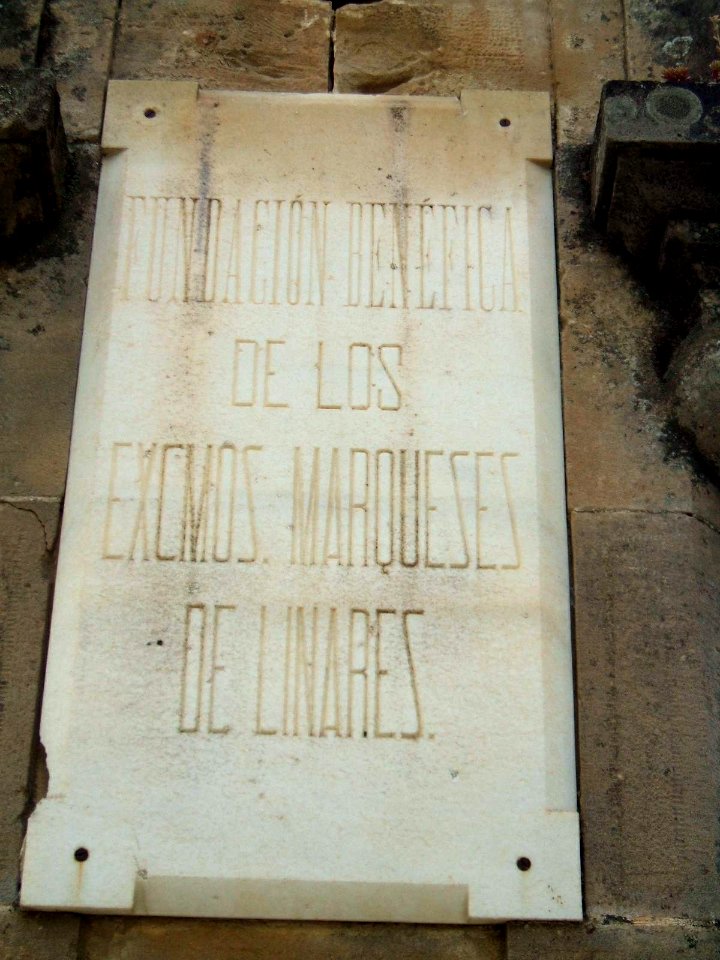 FUNDACIÓN BENÉFICA
DE LOS
EXCMOS. MARQUESES
DE LINARES.